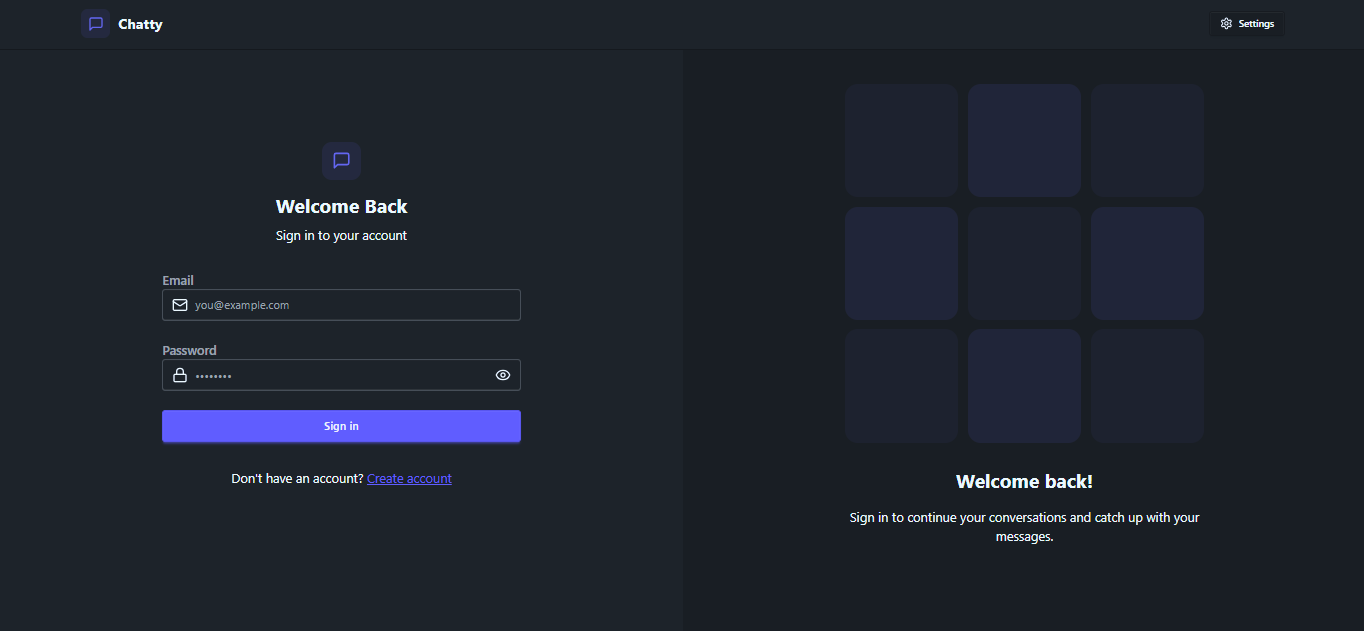 Chatty
Settings
Welcome Back
Sign in to your account
Email
you@example.com
Password
••••••••
Sign in
Don't have an account? Create account
Welcome back!
Sign in to continue your conversations and catch up with your
messages.